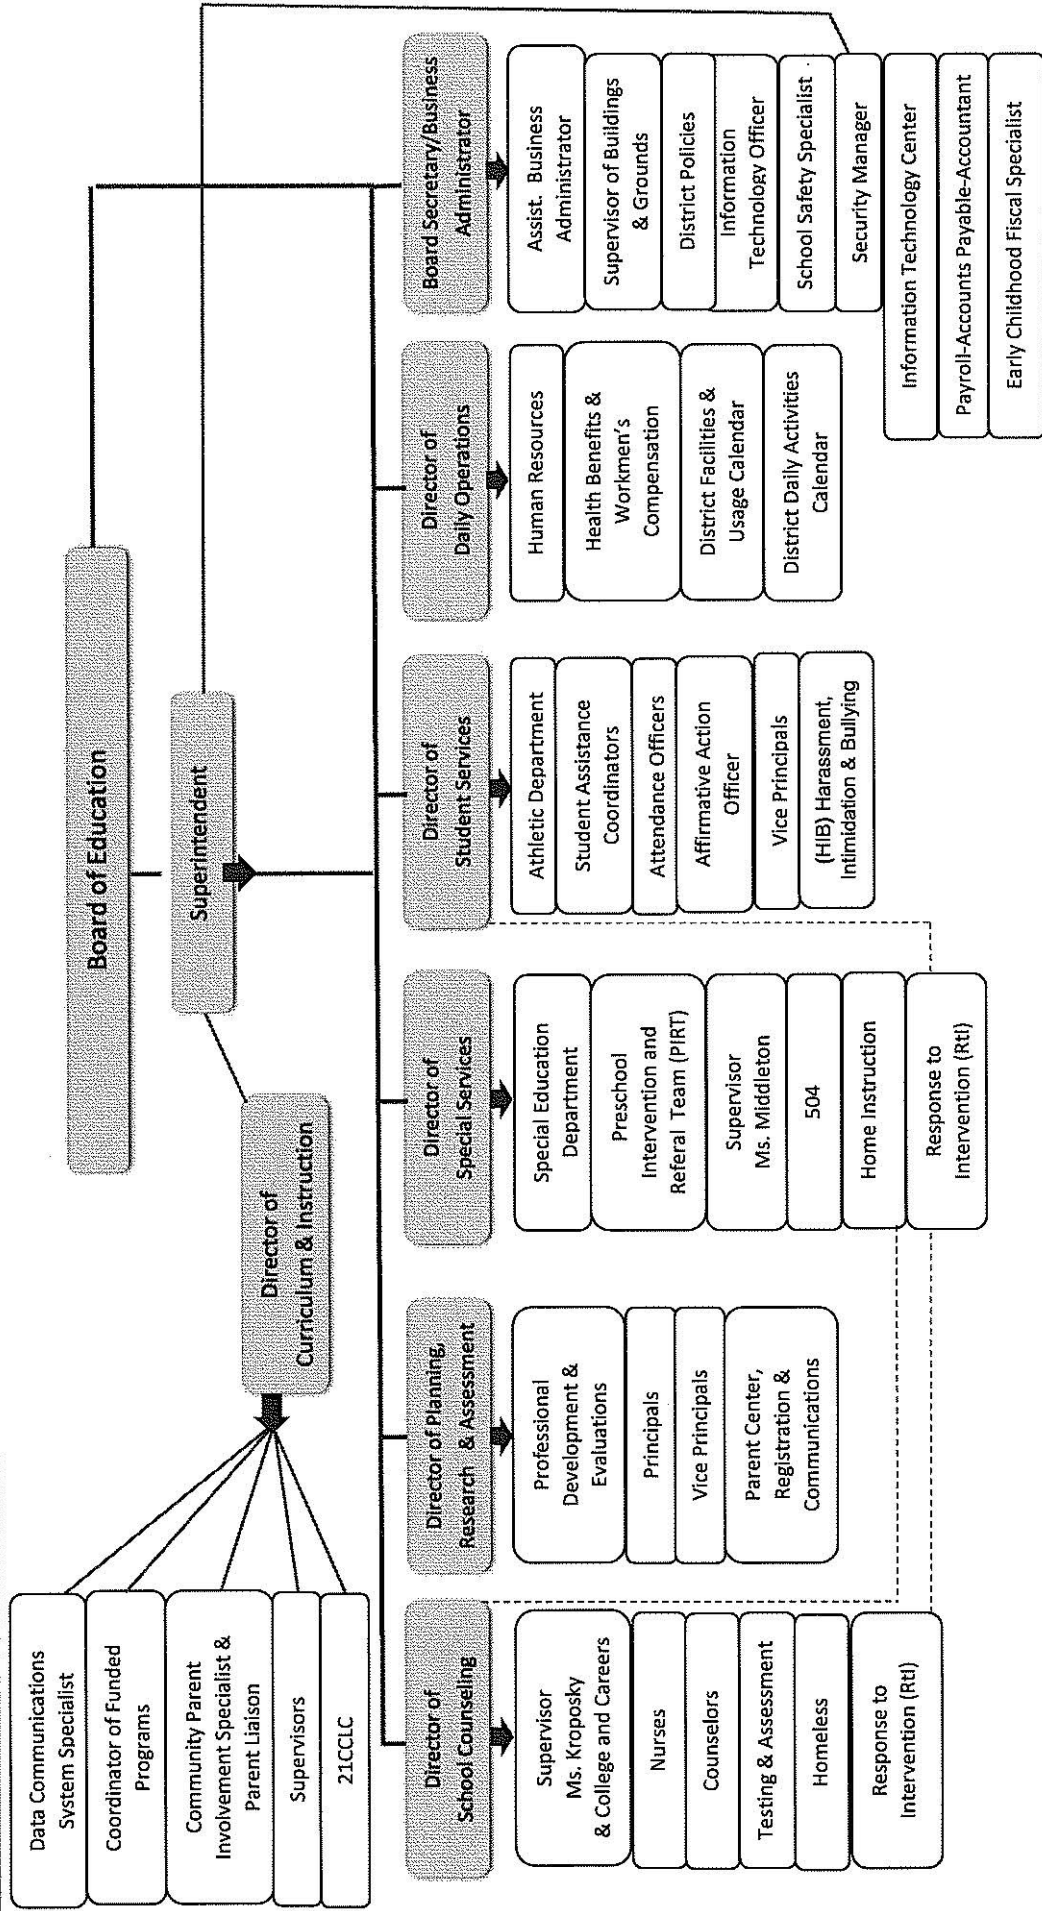 Board of Education
Superintendent
Director of
Curriculum & Instruction
Data Communications
System Specialist
Coordinator of Funded
Programs
Community Parent
Involvement Specialist &
Parent Liaison
Supervisors
21CCLC
Director of
School Counseling
Supervisor
Ms. Kroposky
& College and Careers
Nurses
Counselors
Testing & Assessment
Homeless
Response to
Intervention (RtI)
Director of Planning,
Research & Assessment
Professional
Development &
Evaluations
Principals
Vice Principals
Parent Center,
Registration &
Communications
Director of
Special Services
Special Education
Department
Preschool
Intervention and
Referral Team (PIRT)
Supervisor
Ms. Middleton
504
Home Instruction
Response to
Intervention (RtI)
Director of
Student Services
Athletic Department
Student Assistance
Coordinators
Attendance Officers
Affirmative Action
Officer
Vice Principals
(HIB) Harassment,
Intimidation & Bullying
Director of
Daily Operations
Human Resources
Health Benefits &
Workmen's
Compensation
District Facilities &
Usage Calendar
District Daily Activities
Calendar
Board Secretary/Business
Administrator
Assist. Business
Administrator
Supervisor of Buildings
& Grounds
District Policies
Information
Technology Officer
School Safety Specialist
Security Manager
Information Technology Center
Payroll-Accounts Payable-Accountant
Early Childhood Fiscal Specialist